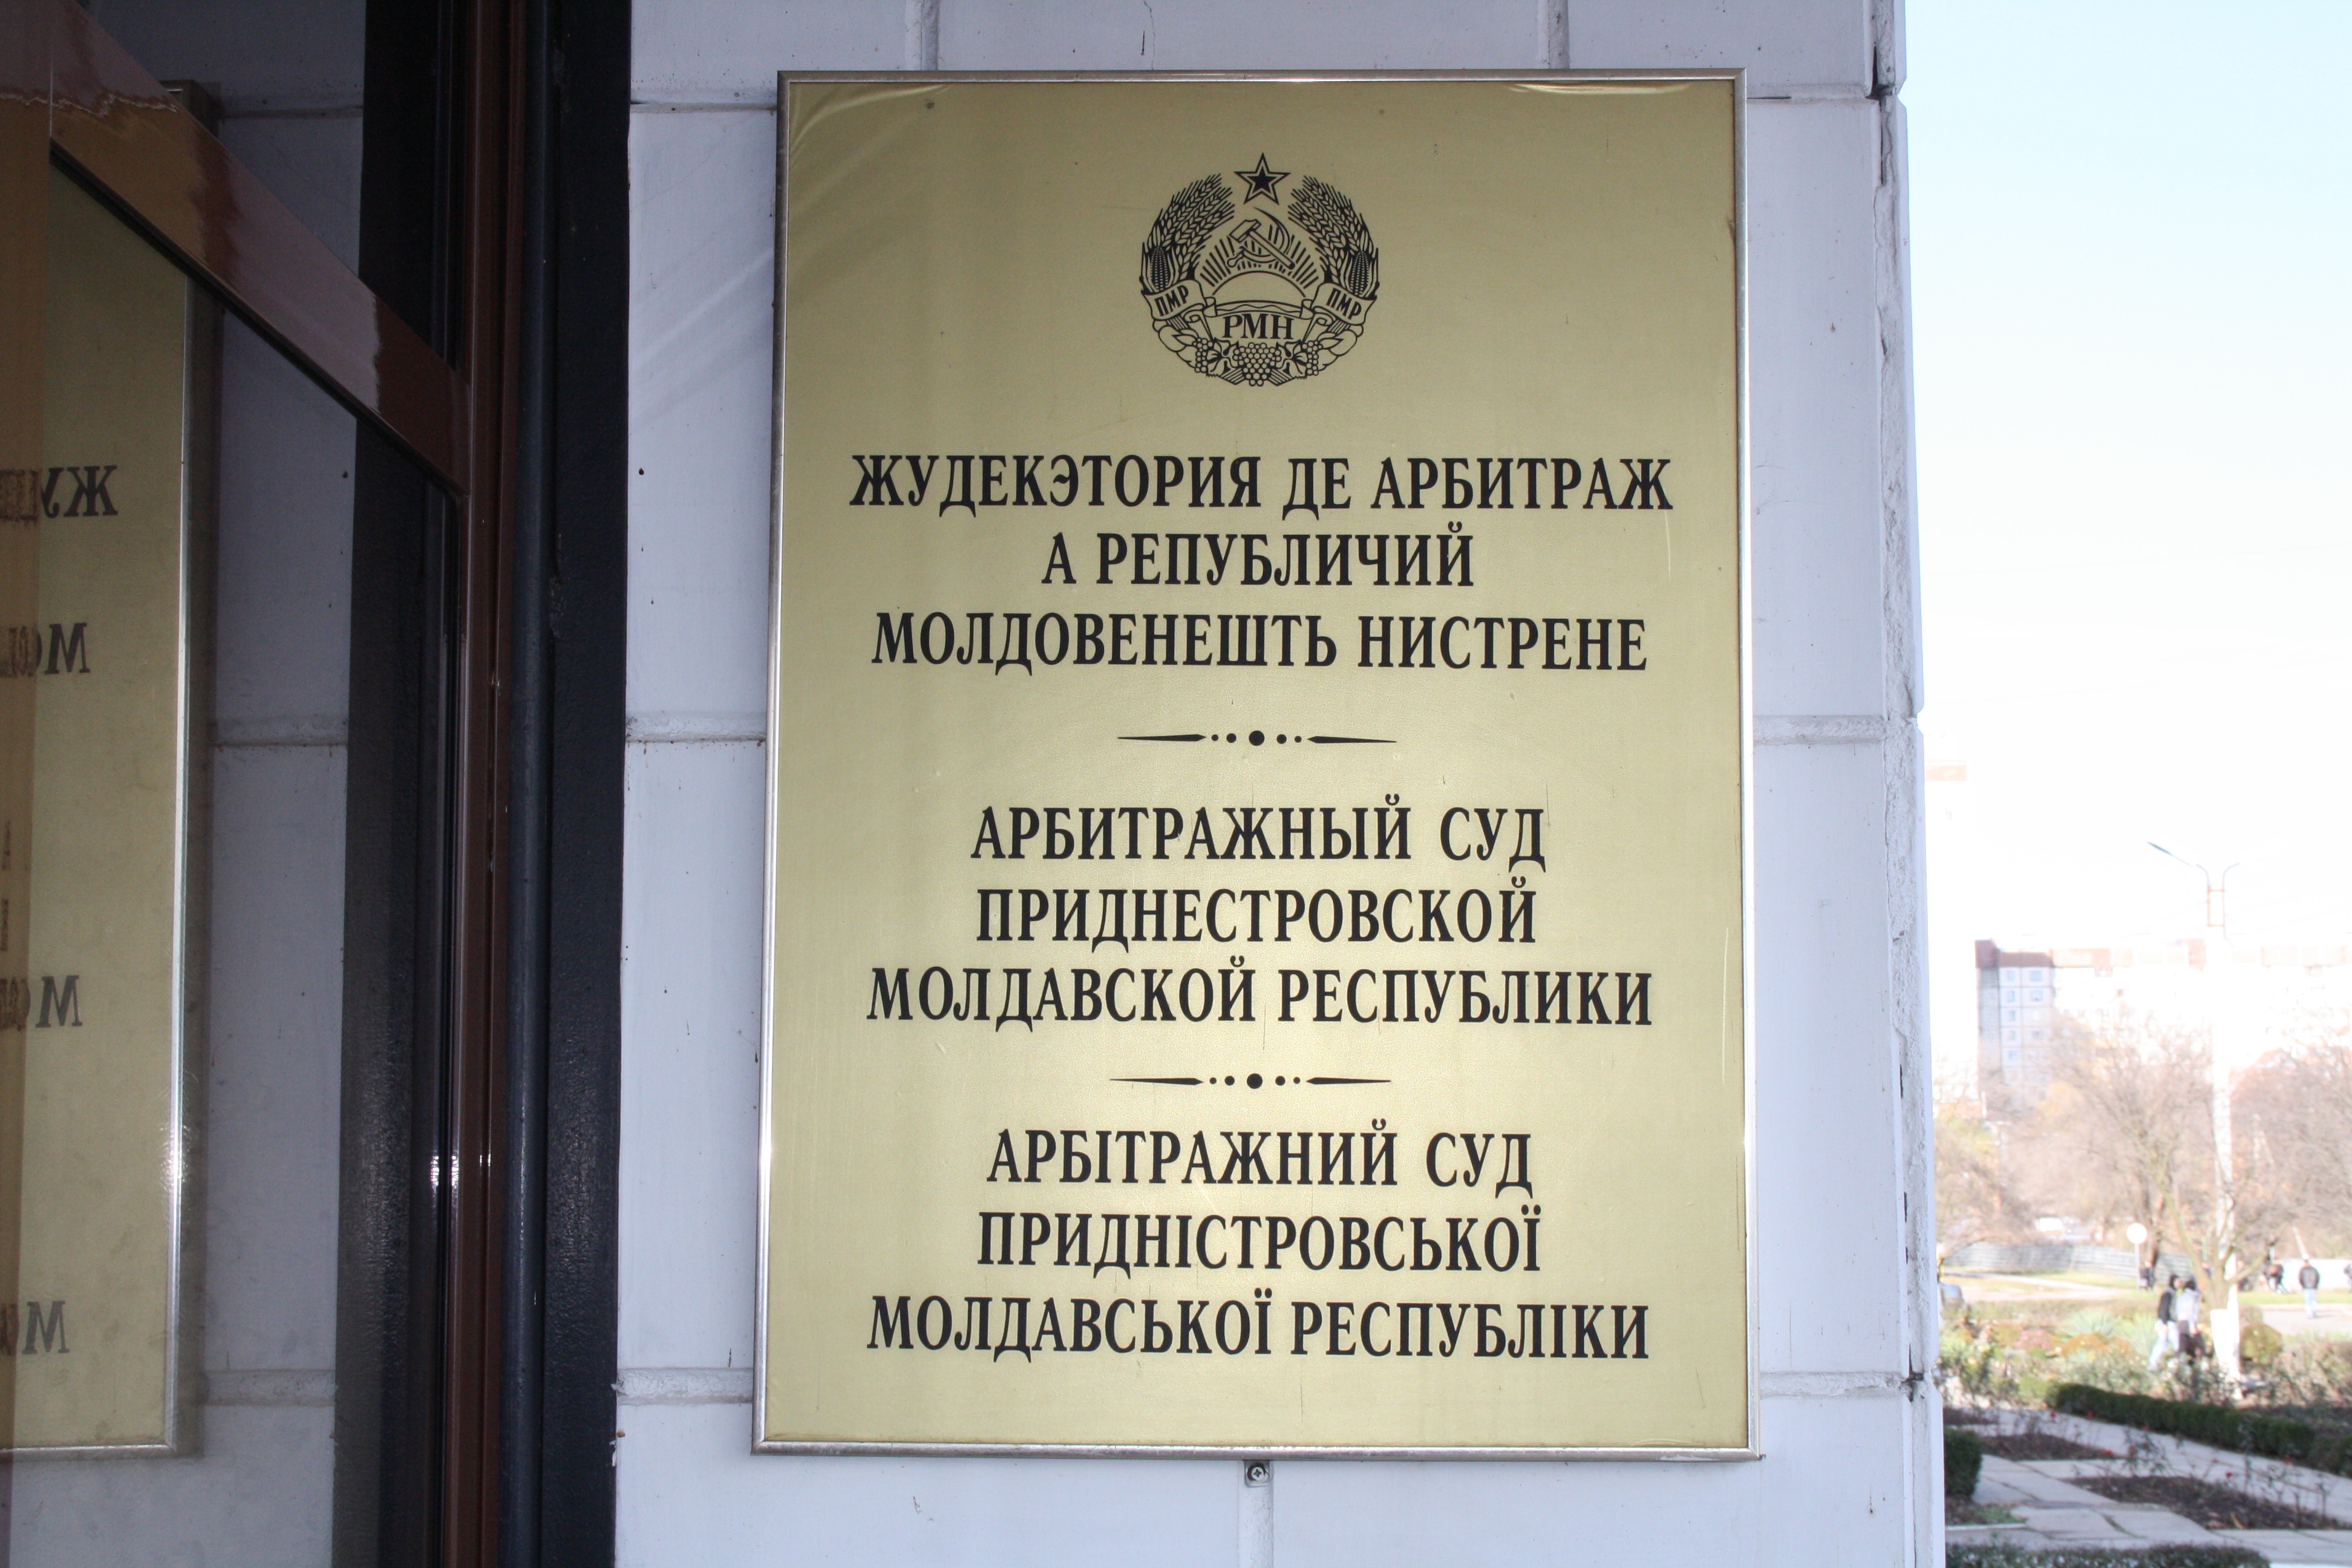 ПМР
ПМР
РМН
ЖУДЕКЭТОРИЯ ДЕ АРБИТРАЖ
А РЕПУБЛИЧИЙ
МОЛДОВЕНЕШТЬ НИСТРЕНЕ
АРБИТРАЖНЫЙ СУД
ПРИДНЕСТРОВСКОЙ
МОЛДАВСКОЙ РЕСПУБЛИКИ
АРБІТРАЖНИЙ СУД
ПРИДНІСТРОВСЬКОЇ
МОЛДАВСЬКОЇ РЕСПУБЛІКИ